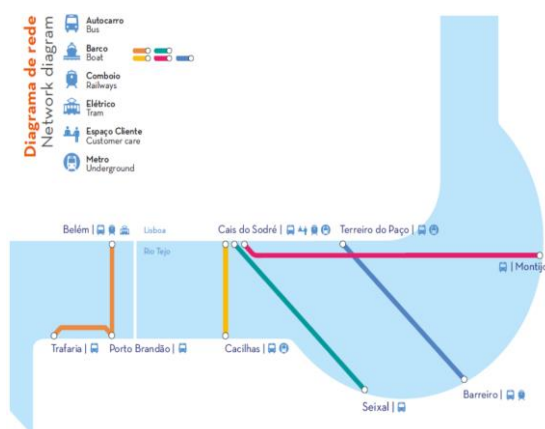 Diagrama de rede
Network diagram
Autocarro
Bus
Barco
Boat
Comboio
Railways
Elétrico
Tram
Espaço Cliente
Customer care
Metro
Underground
Belém |
Lisboa
Cais do Sodré |
Terreiro do Paço |
Rio Tejo
| Montijo
Trafaria |
Porto Brandão |
Cacilhas |
Seixal |
Barreiro |